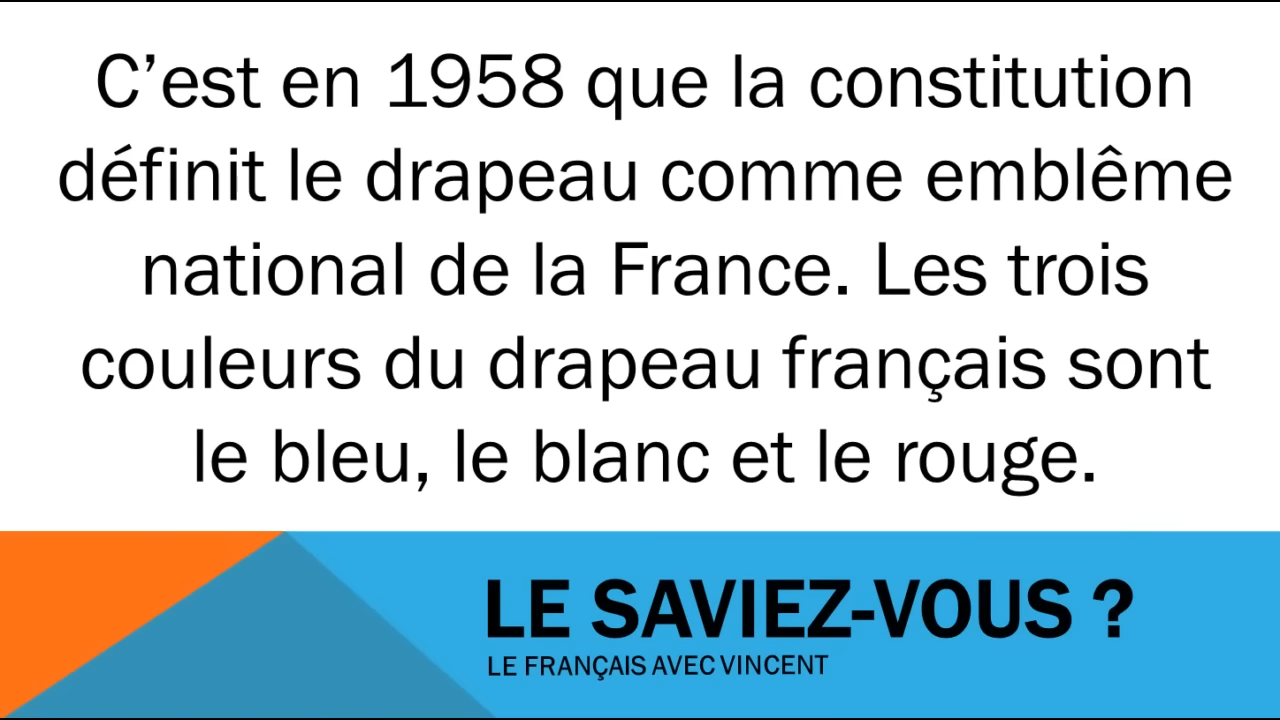 C’est en 1958 que la constitution
définit le drapeau comme emblême
national de la France. Les trois
couleurs du drapeau français sont
le bleu, le blanc et le rouge.
LE SAVIEZ-VOUS ?
LE FRANÇAIS AVEC VINCENT